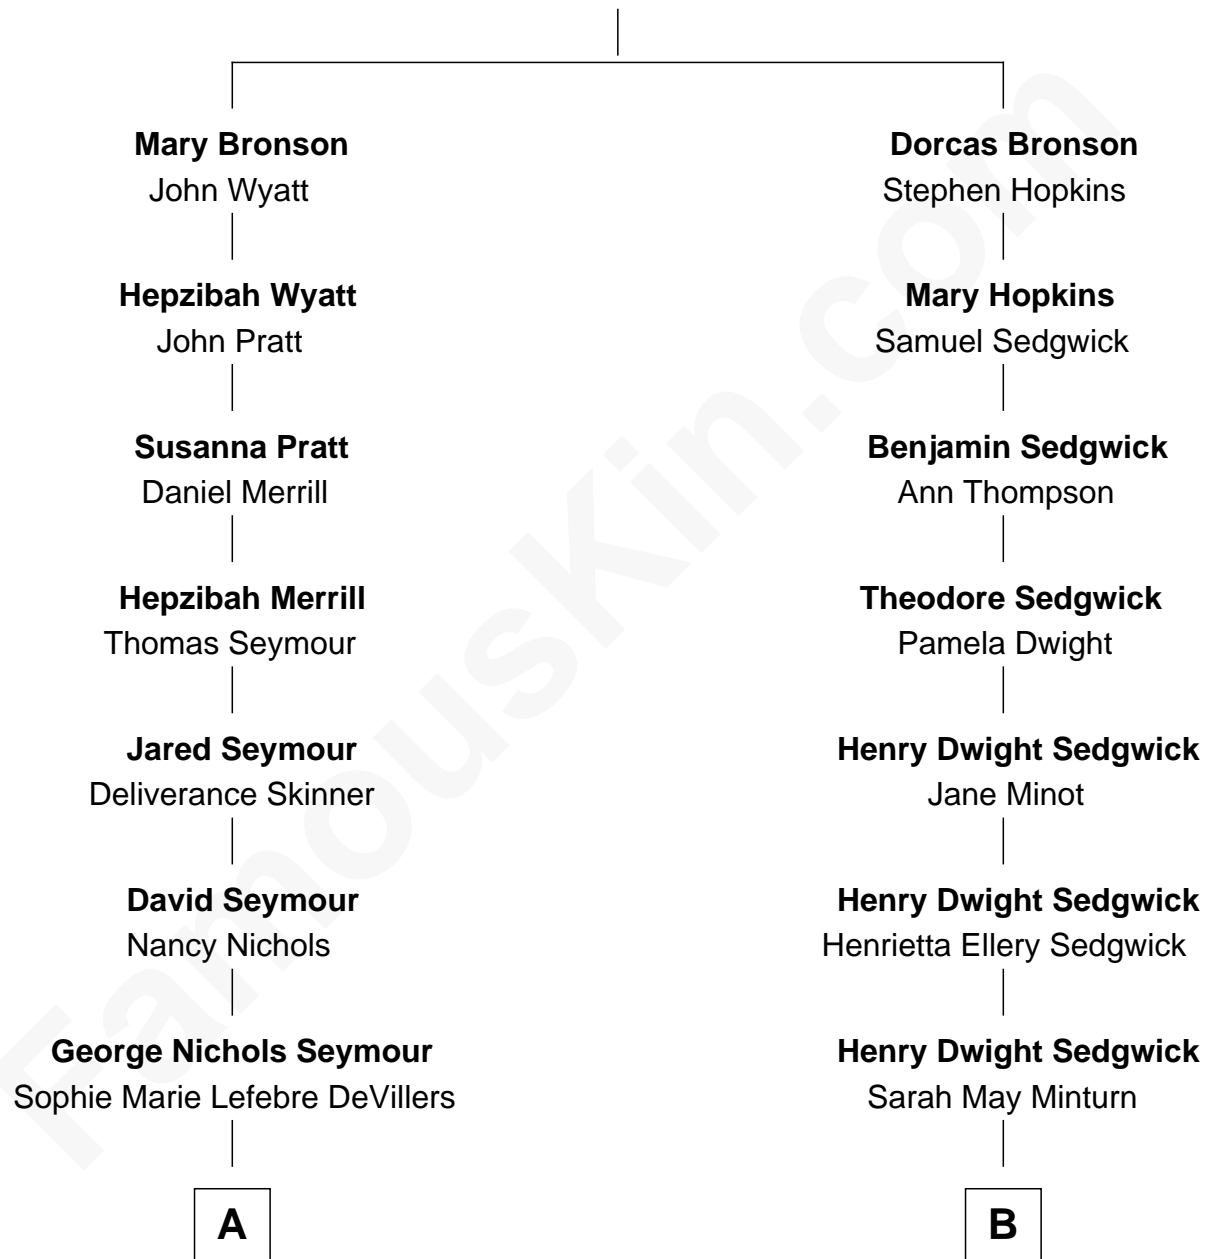 Mary Bronson
John Wyatt
Hepzibah Wyatt
John Pratt
Susanna Pratt
Daniel Merrill
Hepzibah Merrill
Thomas Seymour
Jared Seymour
Deliverance Skinner
David Seymour
Nancy Nichols
George Nichols Seymour
Sophie Marie Lefebre DeVillers
A
Dorcas Bronson
Stephen Hopkins
Mary Hopkins
Samuel Sedgwick
Benjamin Sedgwick
Ann Thompson
Theodore Sedgwick
Pamela Dwight
Henry Dwight Sedgwick
Jane Minot
Henry Dwight Sedgwick
Henrietta Ellery Sedgwick
Henry Dwight Sedgwick
Sarah May Minturn
B
FamousKin.com